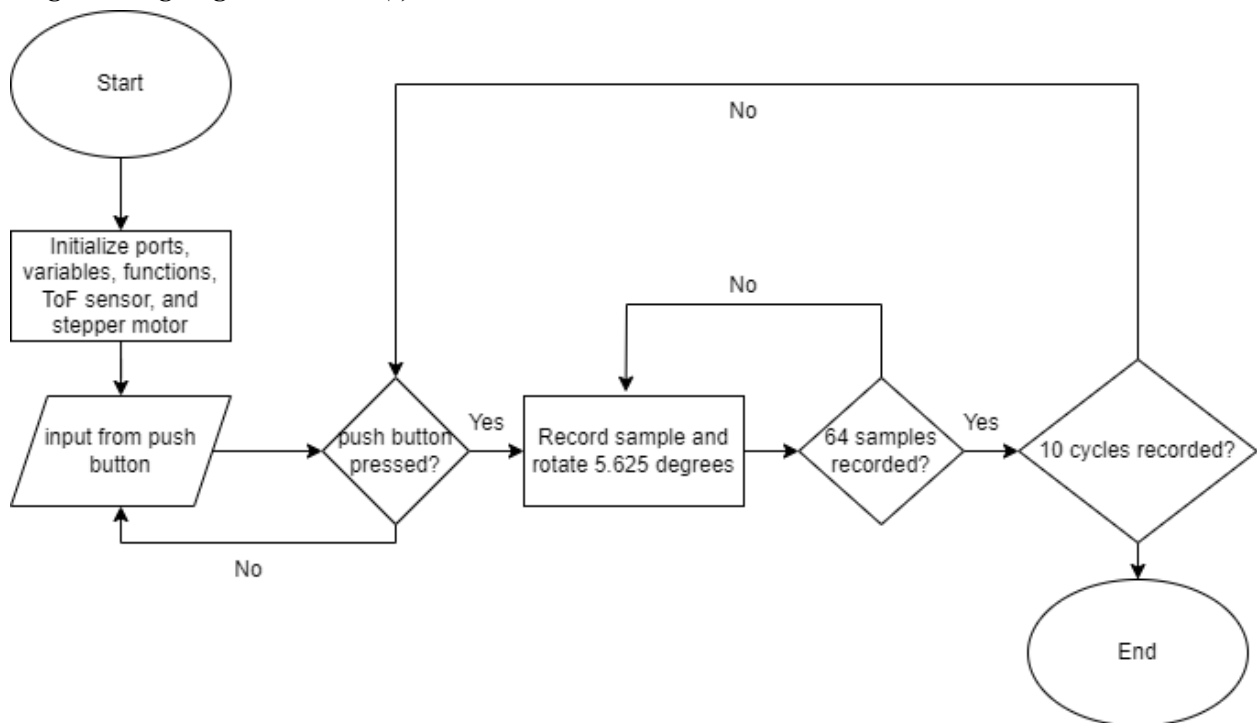 Start
Initialize ports,
variables, functions,
ToF sensor, and
stepper motor
input from push
button
push button
pressed?
No
Yes
Record sample and
rotate 5.625 degrees
No
64 samples
recorded?
Yes
10 cycles recorded?
No
End